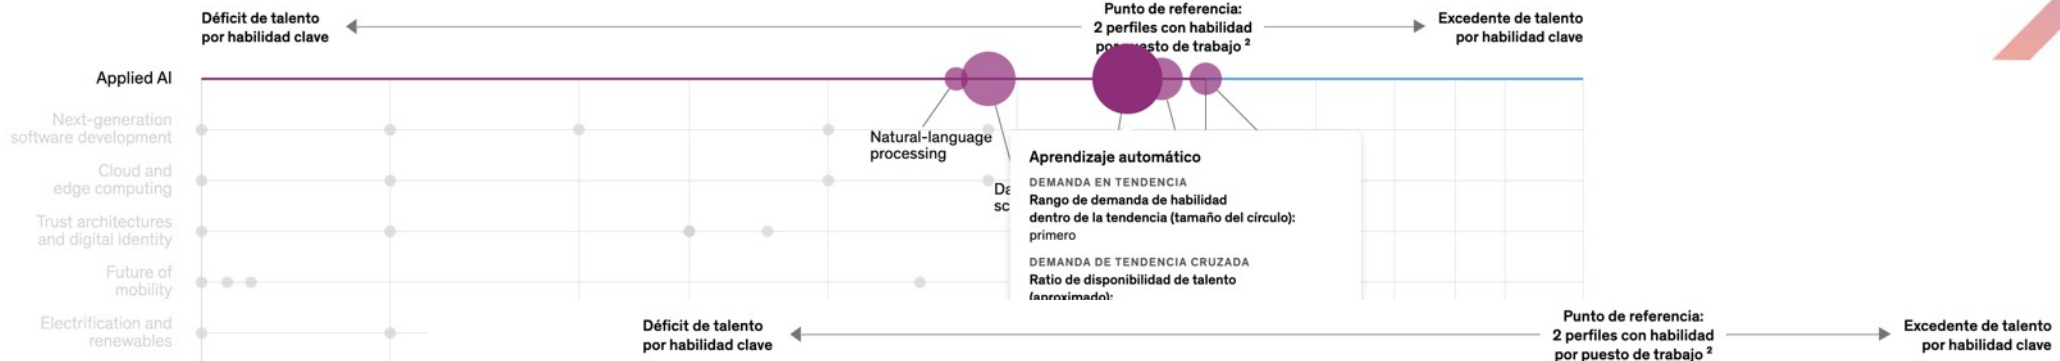 Déficit de talento
por habilidad clave
Punto de referencia:
2 perfiles con habilidad
por puesto de trabajo ²
Excedente de talento
por habilidad clave
Applied AI
Next-generation
software development
Cloud and
edge computing
Trust architectures
and digital identity
Future of
mobility
Electrification and
renewables
Natural-language
processing
Da
sc
Aprendizaje automático
DEMANDA EN TENDENCIA
Rango de demanda de habilidad
dentro de la tendencia (tamaño del círculo):
primero
DEMANDA DE TENDENCIA CRUZADA
Ratio de disponibilidad de talento
(aproximado):
Déficit de talento
por habilidad clave
Punto de referencia:
2 perfiles con habilidad
por puesto de trabajo ²
Excedente de talento
por habilidad clave